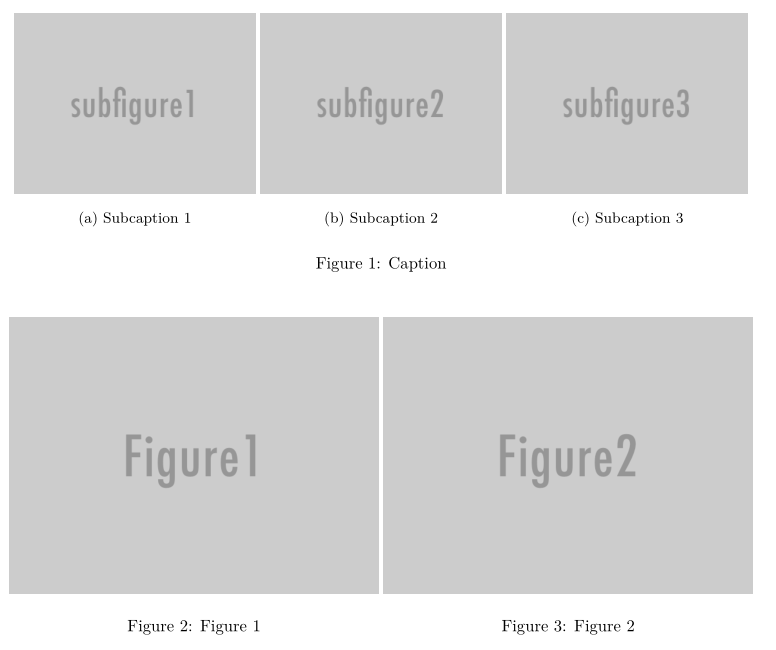 subfigure1 subfigure2 subfigure3
(a) Subcaption 1 (b) Subcaption 2 (c) Subcaption 3
Figure 1: Caption
Figure1 Figure2
Figure 2: Figure 1 Figure 3: Figure 2